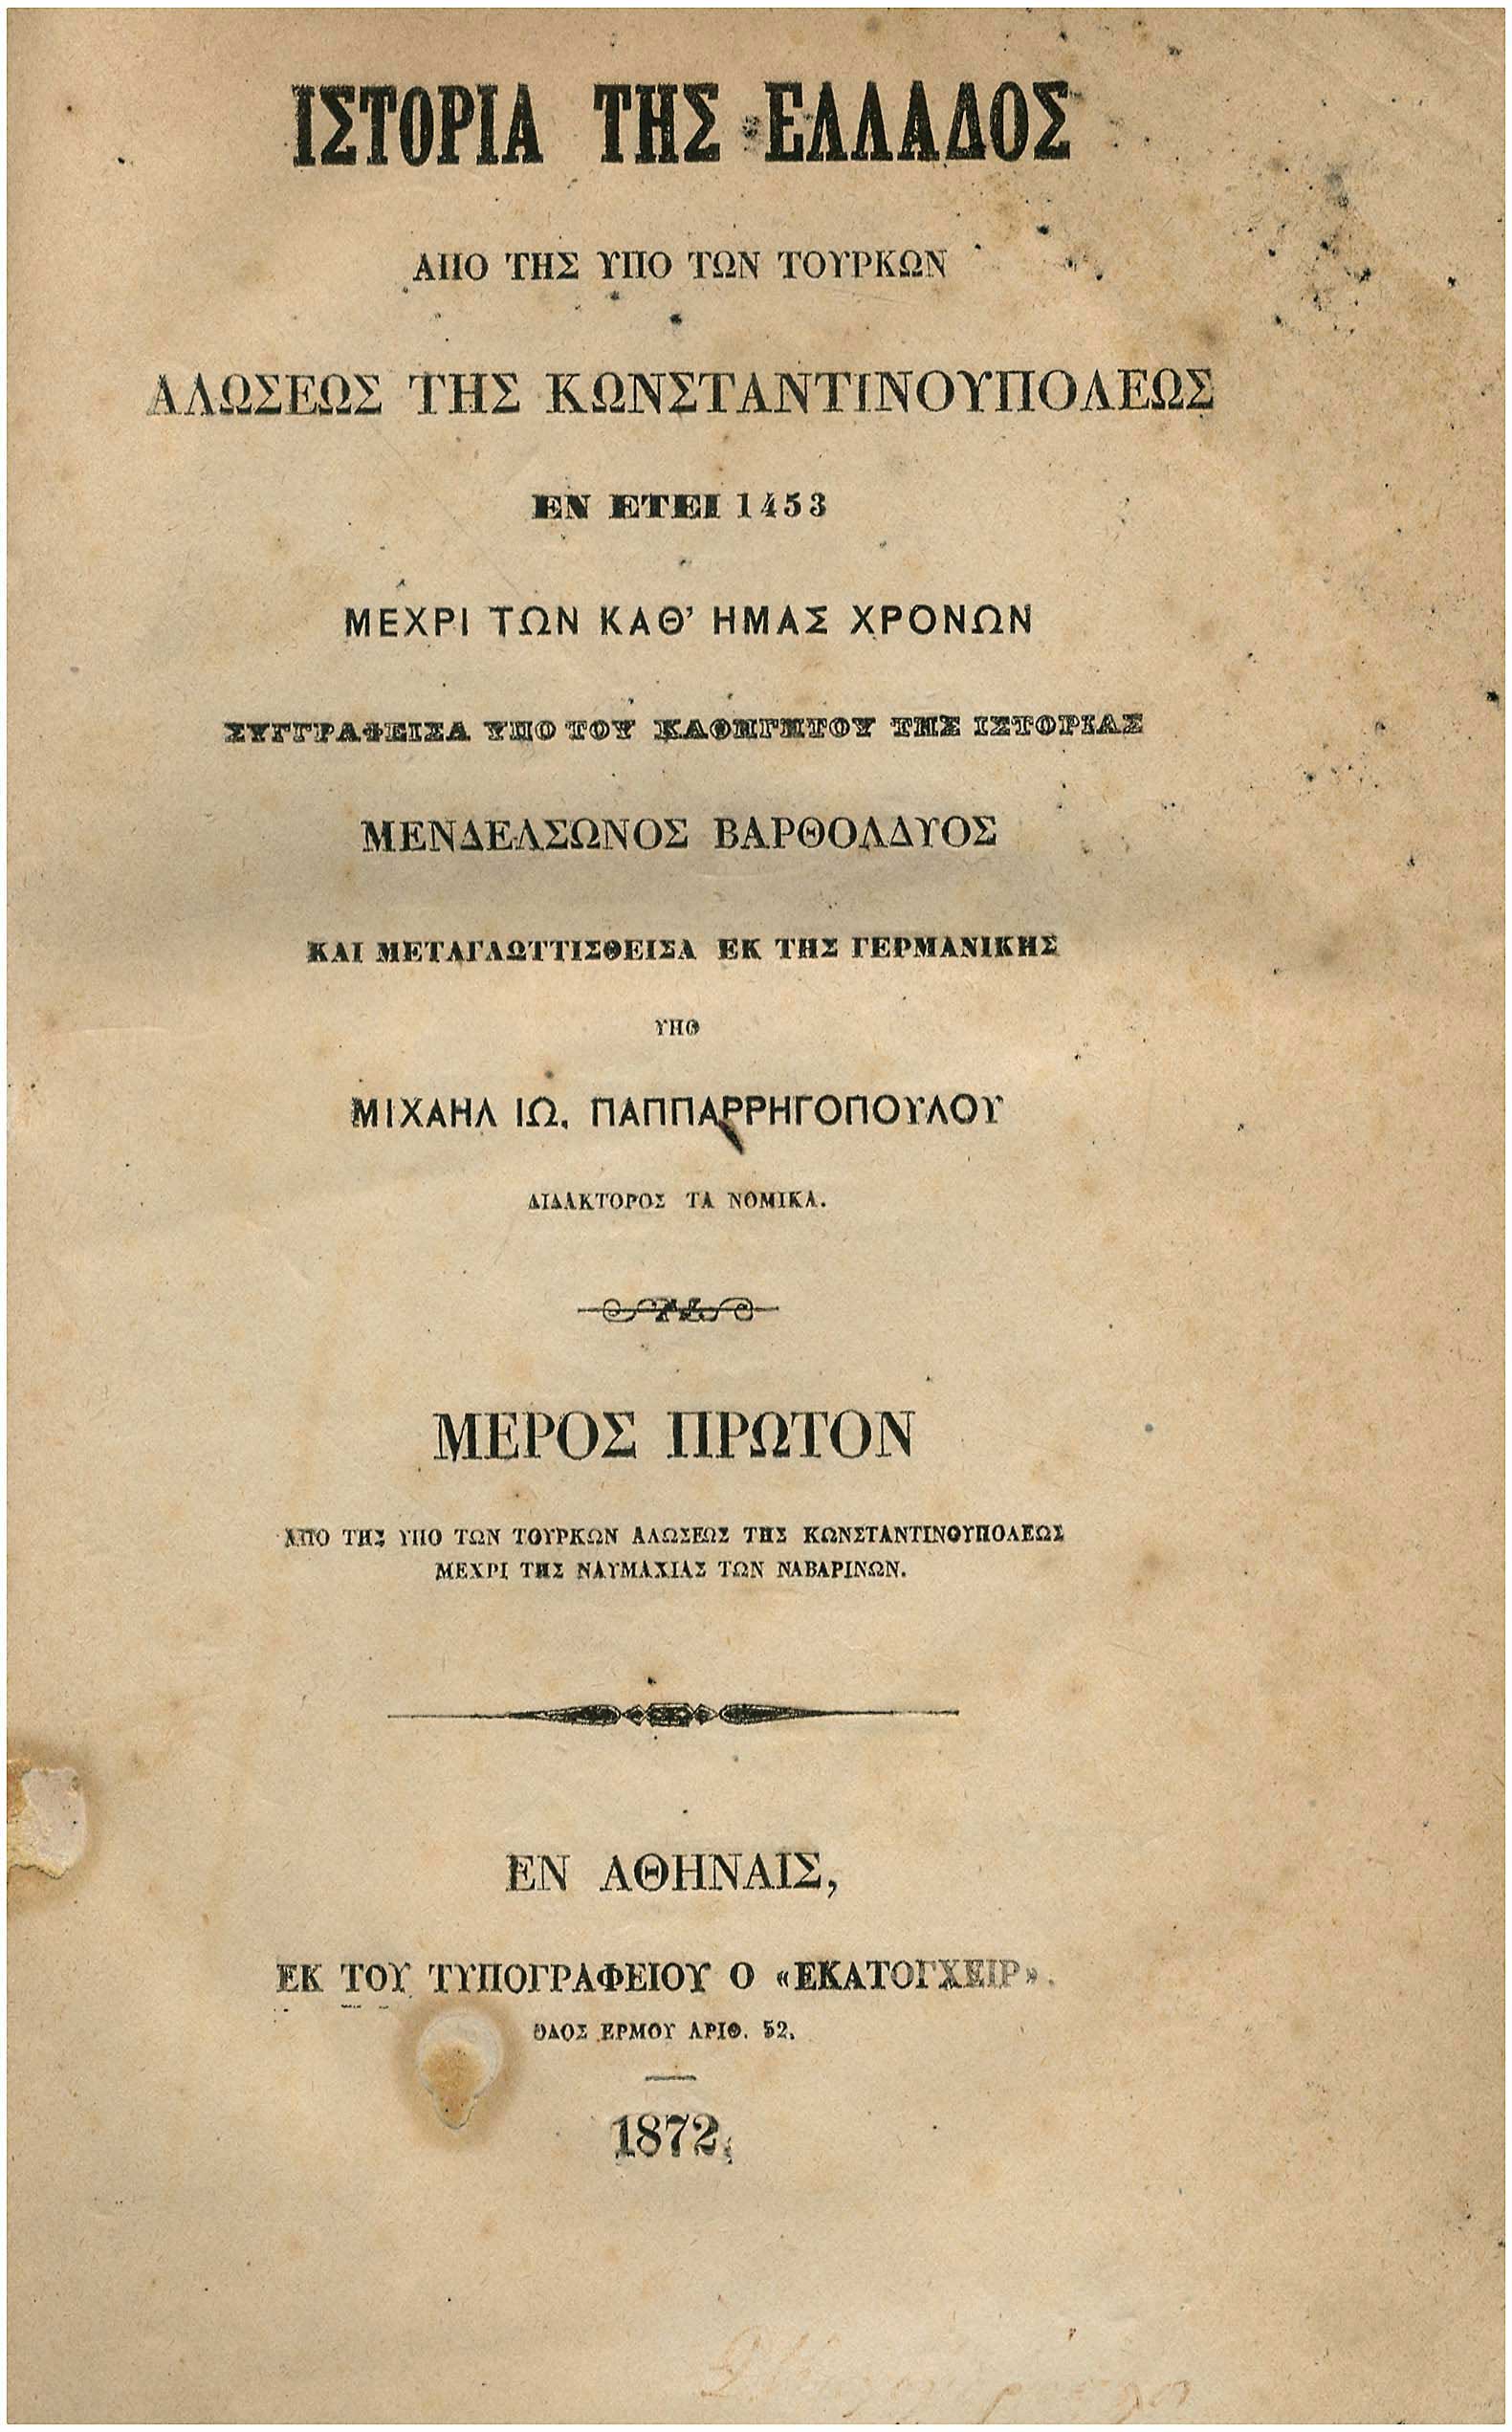 ΙΣΤΟΡΙΑ ΤΗΣ ΕΛΛΑΔΟΣ
ΑΠΟ ΤΗΣ ΥΠΟ ΤΩΝ ΤΟΥΡΚΩΝ
ΑΛΩΣΕΩΣ ΤΗΣ ΚΩΝΣΤΑΝΤΙΝΟΥΠΟΛΕΩΣ
ΕΝ ΕΤΕΙ 1453
ΜΕΧΡΙ ΤΩΝ ΚΑΘ' ΗΜΑΣ ΧΡΟΝΩΝ
ΣΥΓΓΡΑΦΕΙΣΑ ΥΠΟ ΤΟΥ ΚΑΘΗΓΗΤΟΥ ΤΗΣ ΙΣΤΟΡΙΑΣ
ΜΕΝΔΕΛΣΩΝΟΣ ΒΑΡΘΟΛΔΥΟΣ
ΚΑΙ ΜΕΤΑΓΛΩΤΤΙΣΘΕΙΣΑ ΕΚ ΤΗΣ ΓΕΡΜΑΝΙΚΗΣ
ΥΠΟ
ΜΙΧΑΗΛ ΙΩ. ΠΑΠΠΑΡΡΗΓΟΠΟΥΛΟΥ
ΔΙΔΑΚΤΟΡΟΣ ΤΑ ΝΟΜΙΚΑ.
ΜΕΡΟΣ ΠΡΩΤΟΝ
ΑΠΟ ΤΗΣ ΥΠΟ ΤΩΝ ΤΟΥΡΚΩΝ ΑΛΩΣΕΩΣ ΤΗΣ ΚΩΝΣΤΑΝΤΙΝΟΥΠΟΛΕΩΣ
ΜΕΧΡΙ ΤΗΣ ΝΑΥΜΑΧΙΑΣ ΤΩΝ ΝΑΒΑΡΙΝΩΝ.
ΕΝ ΑΘΗΝΑΙΣ,
ΕΚ ΤΟΥ ΤΥΠΟΓΡΑΦΕΙΟΥ Ο «ΕΚΑΤΟΓΧΕΙΡ».
ΟΔΟΣ ΕΡΜΟΥ ΑΡΙΘ. 52.
1872.